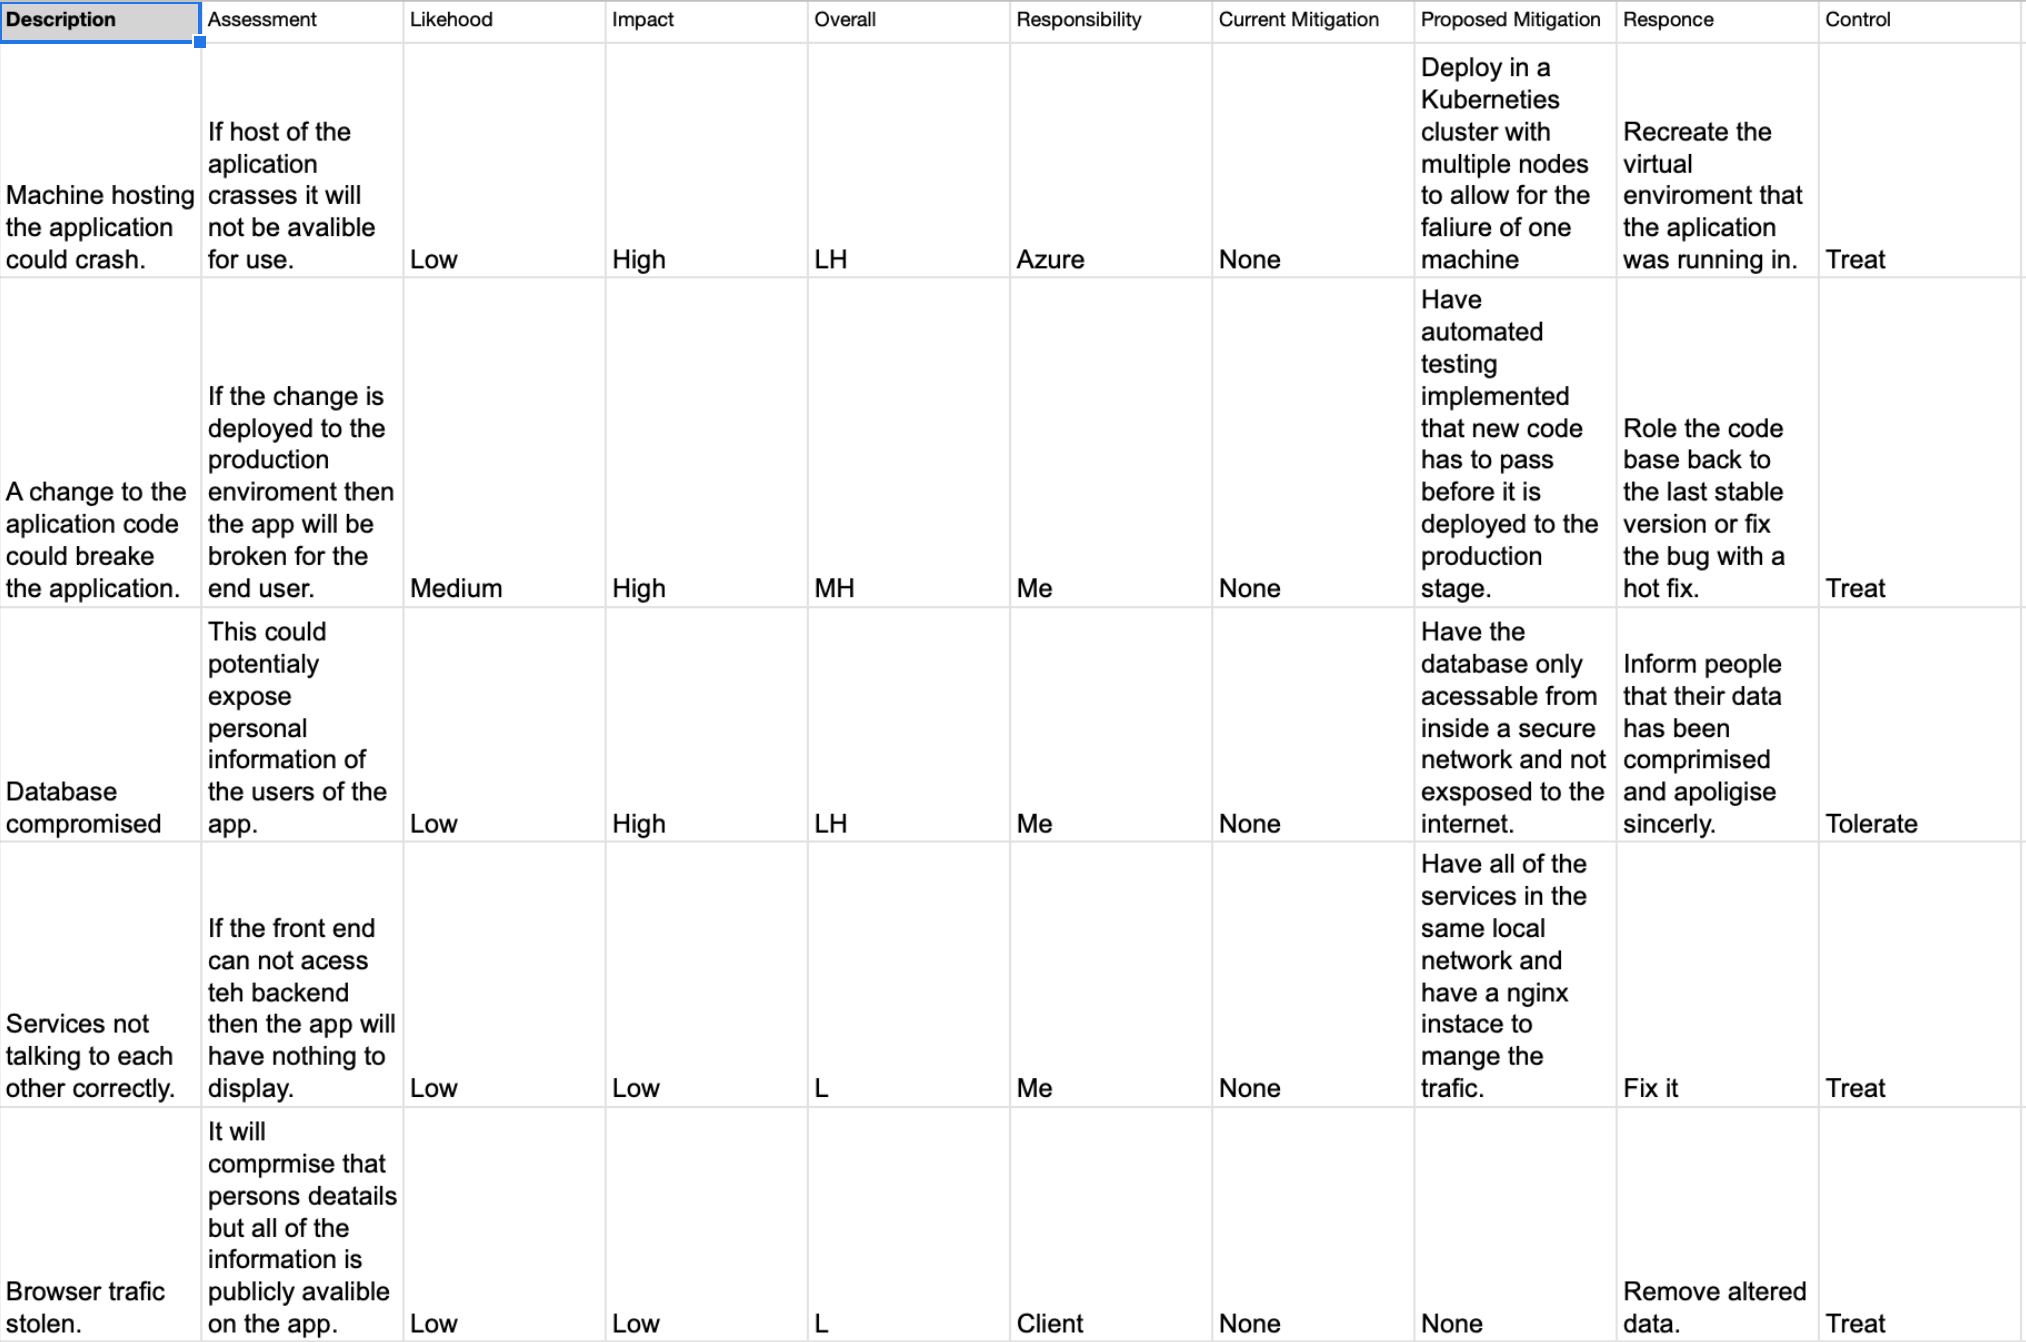 Description
Assessment
Likehood
Impact
Overall
Responsibility
Current Mitigation
Proposed Mitigation
Responce
Control
Machine hosting
the application
could crash.
If host of the
aplication
crasses it will
not be avalible
for use.
Low
High
LH
Azure
None
Deploy in a
Kuberneties
cluster with
multiple nodes
to allow for the
faliure of one
machine
Recreate the
virtual
enviroment that
the aplication
was running in.
Treat
A change to the
aplication code
could breake
the application.
If the change is
deployed to the
production
enviroment then
the app will be
broken for the
end user.
Medium
High
MH
Me
None
Have
automated
testing
implemented
that new code
has to pass
before it is
deployed to the
production
stage.
Role the code
base back to
the last stable
version or fix
the bug with a
hot fix.
Treat
Database
compromised
This could
potentialy
expose
personal
information of
the users of the
app.
Low
High
LH
Me
None
Have the
database only
acessable from
inside a secure
network and not
exsposed to the
internet.
Inform people
that their data
has been
comprimised
and apoligise
sincerly.
Tolerate
Services not
talking to each
other correctly.
If the front end
can not acess
teh backend
then the app will
have nothing to
display.
Low
Low
L
Me
None
Have all of the
services in the
same local
network and
have a nginx
instace to
mange the
trafic.
Fix it
Treat
Browser trafic
stolen.
It will
comprmise that
persons deatails
but all of the
information is
publicly avalible
on the app.
Low
Low
L
Client
None
None
Remove altered
data.
Treat